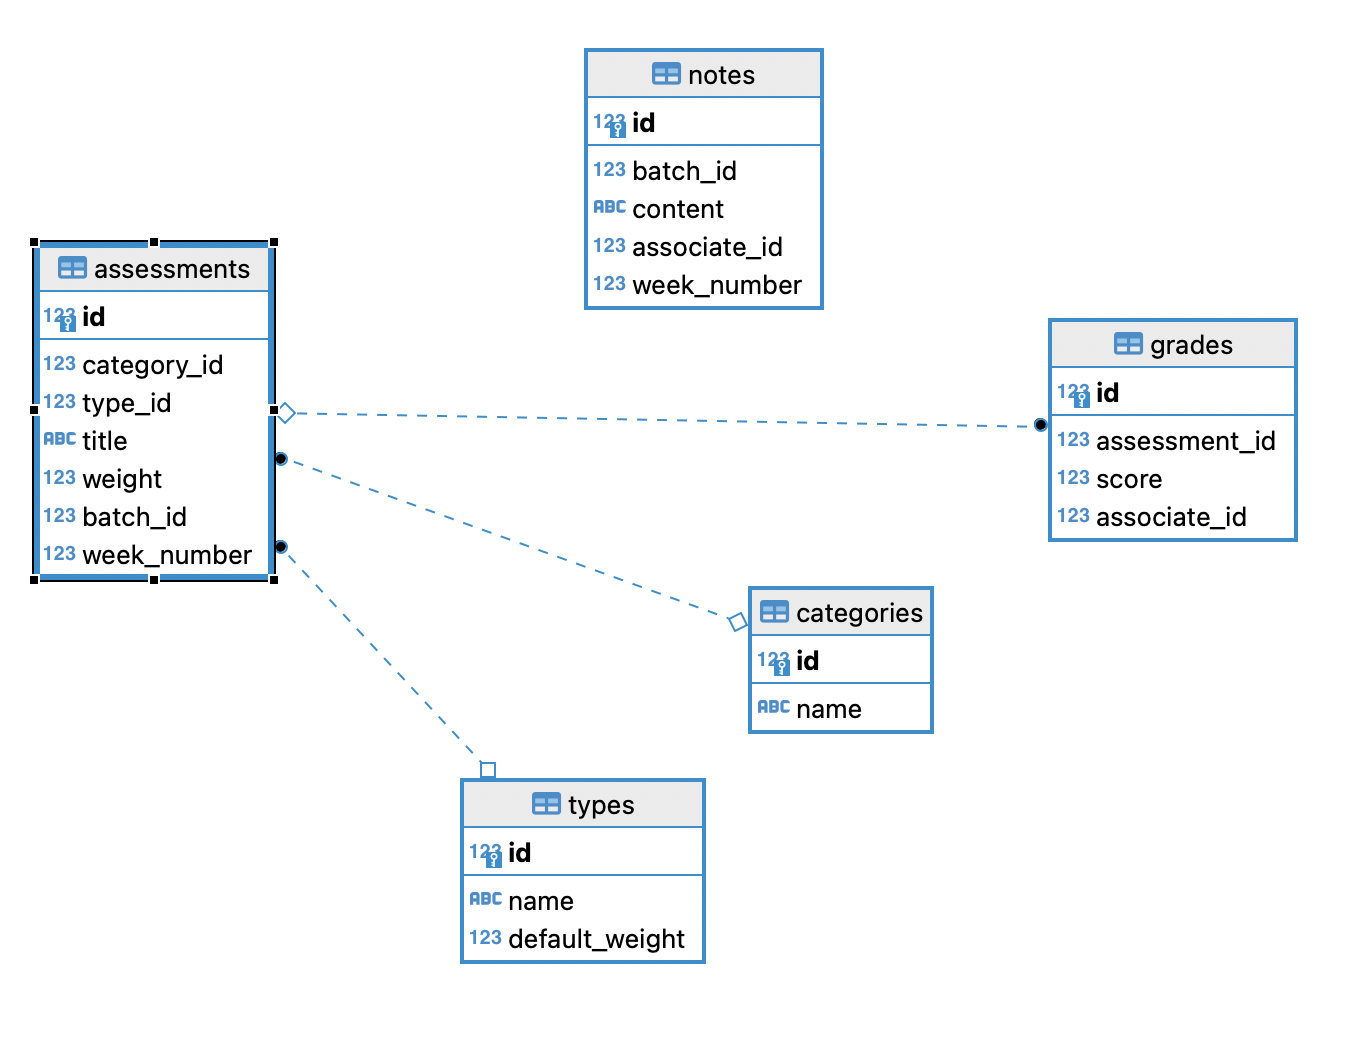 notes
123 id
123 batch_id
ABC content
123 associate_id
123 week_number
assessments
123 id
123 category_id
123 type_id
ABC title
123 weight
123 batch_id
123 week_number
grades
123 id
123 assessment_id
123 score
123 associate_id
categories
123 id
ABC name
types
123 id
ABC name
123 default_weight